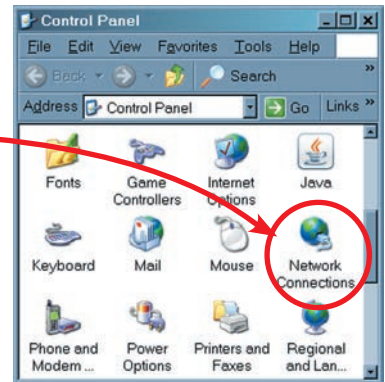 Control Panel
File Edit View Favorites Tools Help
Back Search »
Address Control Panel Go Links »
Fonts Game Controllers Internet Options Java
Keyboard Mail Mouse Network Connections
Phone and Modem ... Power Options Printers and Faxes Regional and Lan...